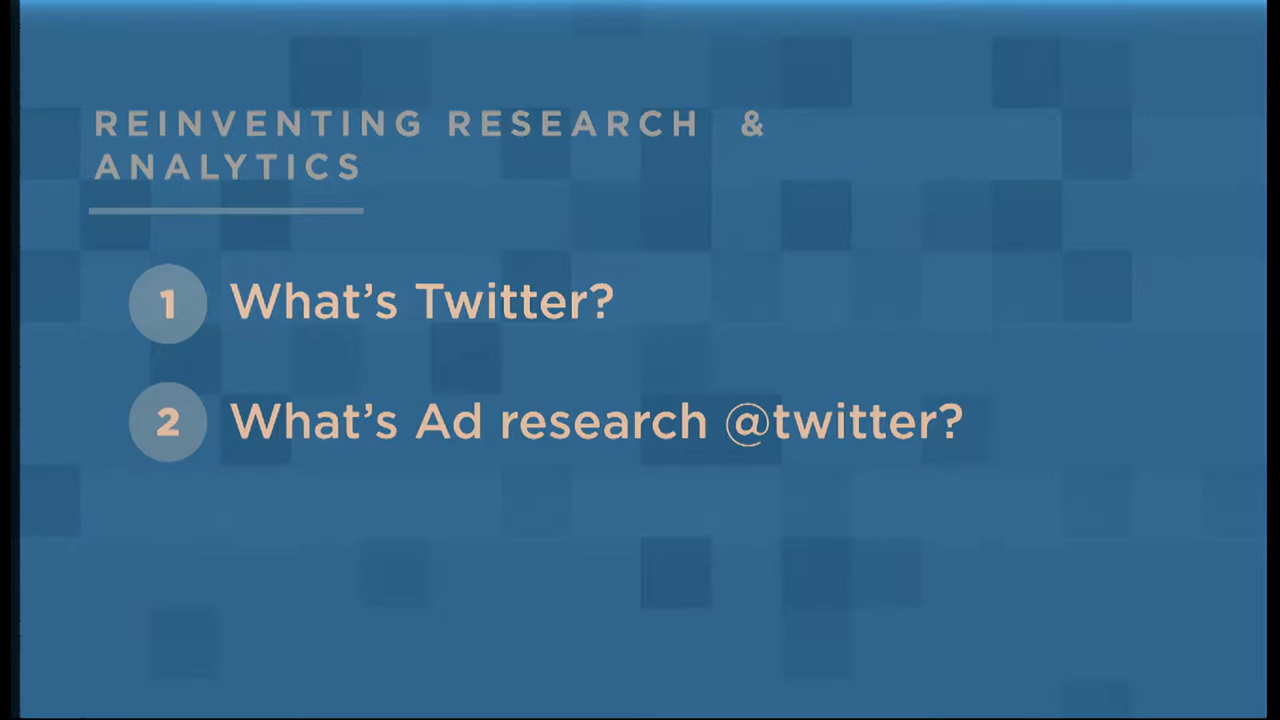 REINVENTING RESEARCH &
ANALYTICS
1 What's Twitter?
2 What's Ad research @twitter?